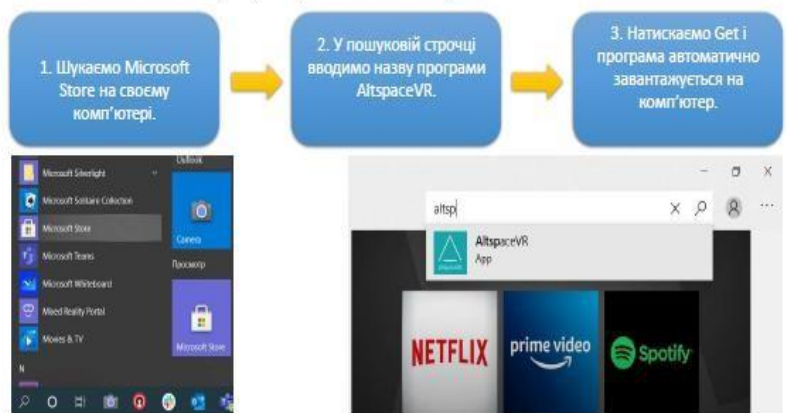 1. Шукаємо Microsoft
Store на своєму
комп'ютері.
2. У пошуковій строчці
вводимо назву програми
AltspaceVR.
3. Натискаємо Get і
програма автоматично
завантажується на
комп'ютер.
Microsoft Silverlight
Microsoft Solitaire Collection
Microsoft Store
Microsoft Teams
Microsoft Whiteboard
Mixed Reality Portal
Movies & TV
N
Outlook
Camera
Просмотр
Microsoft Store
altsp
AltspaceVR
App
NETFLIX
prime video
Spotify